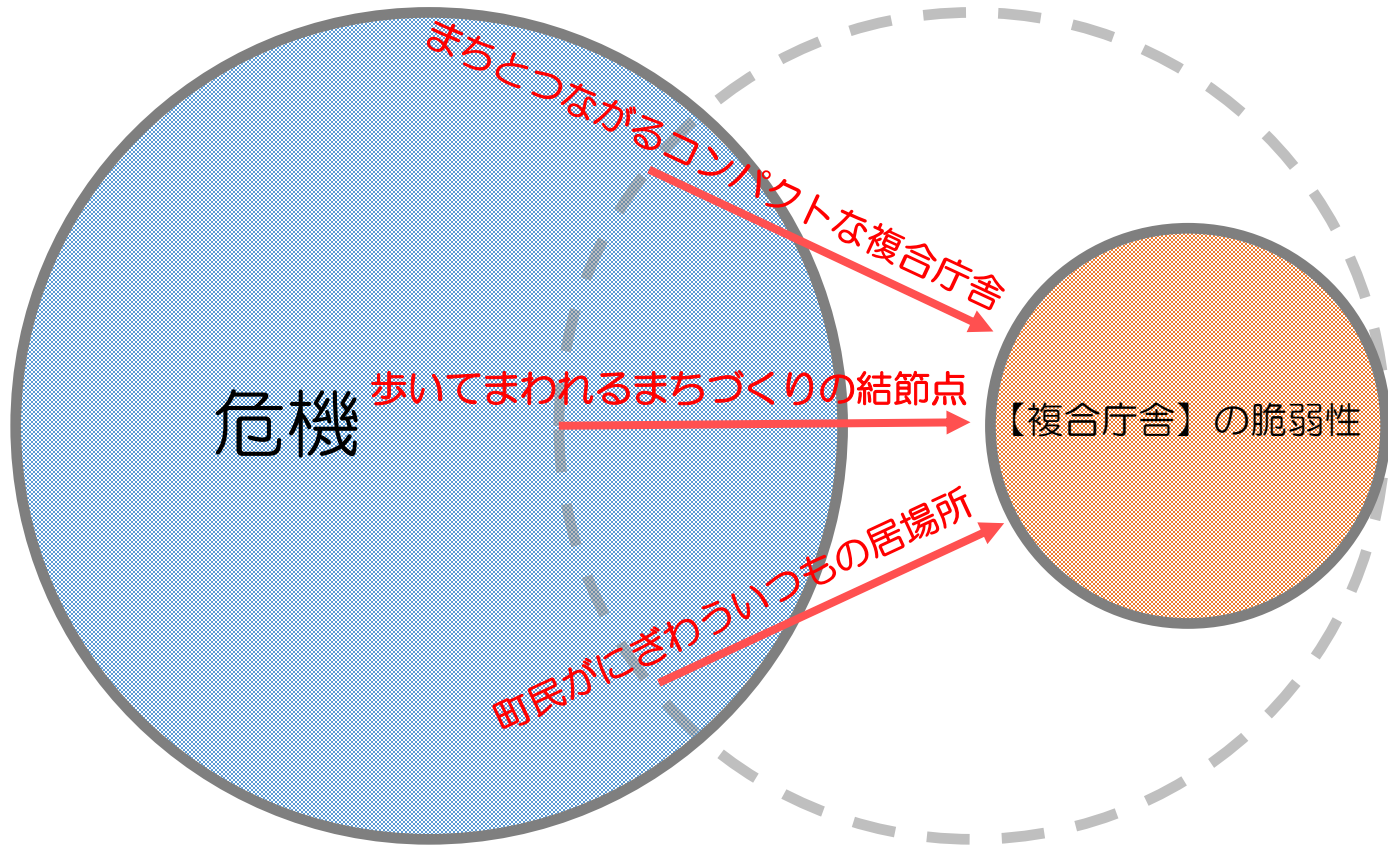 まちとつながるコンパクトな複合庁舎
歩いてまわれるまちづくりの結節点
危機
【複合庁舎】の脆弱性
町民がにぎわういつもの居場所